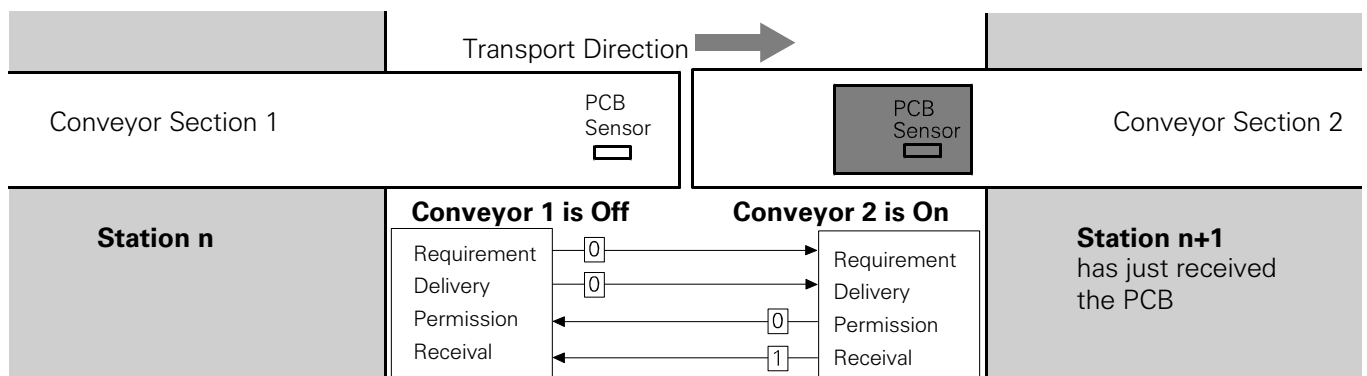 Transport Direction
Conveyor Section 1
PCB
Sensor
PCB
Sensor
Conveyor Section 2
Conveyor 1 is Off
Conveyor 2 is On
Station n
Requirement
Delivery
Permission
Receival
0
0
0
1
Requirement
Delivery
Permission
Receival
Station n+1
has just received
the PCB